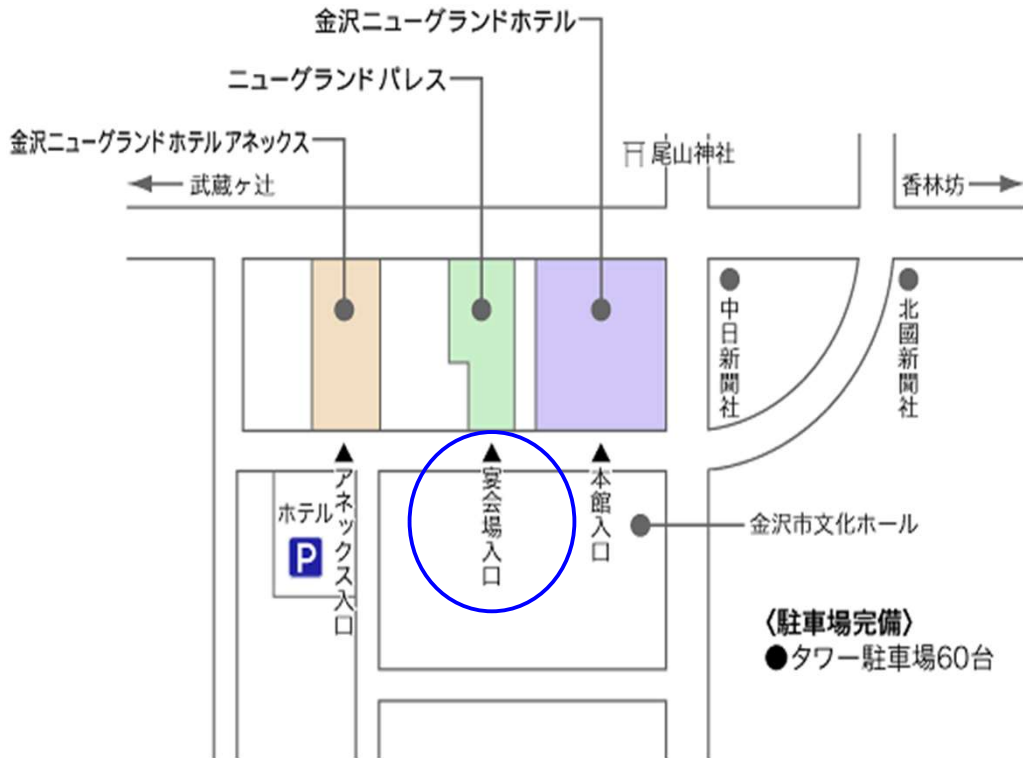 金沢ニューグランドホテル
ニューグランドパレス
金沢ニューグランドホテルアネックス
尾山神社
武蔵ヶ辻
香林坊
中日新聞社
北國新聞社
アネックス入口
宴会場入口
本館入口
ホテル
P
金沢市文化ホール
〈駐車場完備〉
●タワー駐車場60台